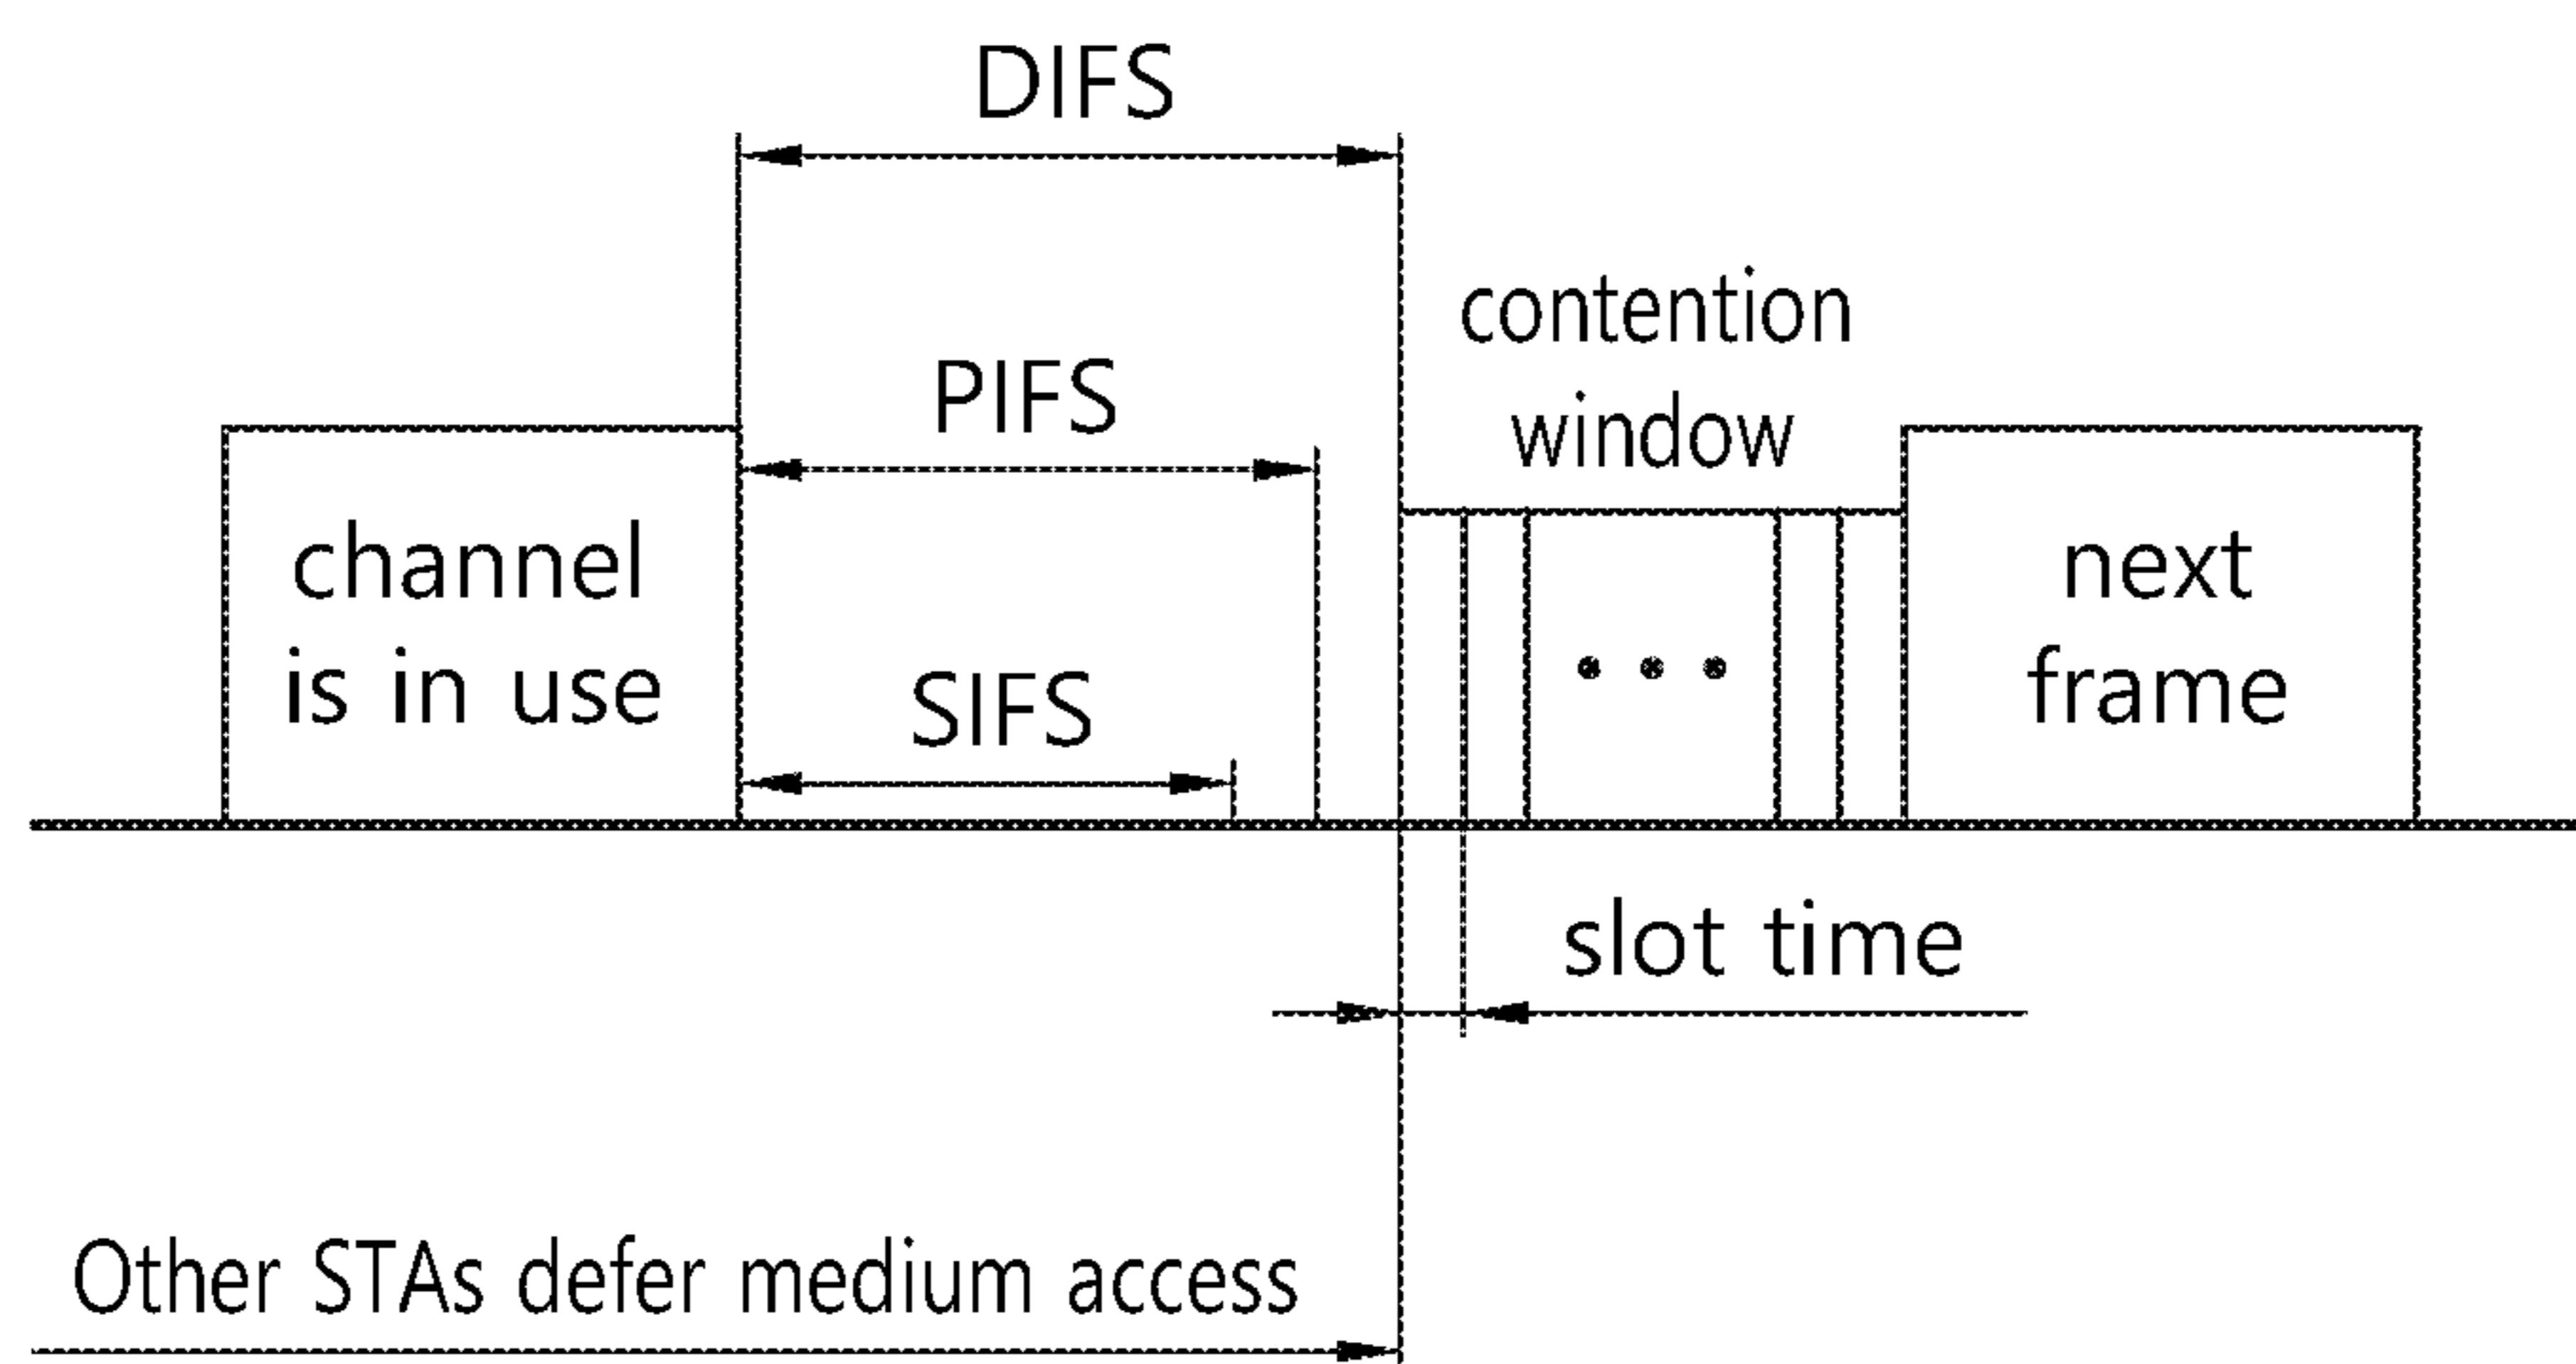 DIFS
contention
window
PIFS
channel
is in use
SIFS
next
frame
slot time
Other STAs defer medium access